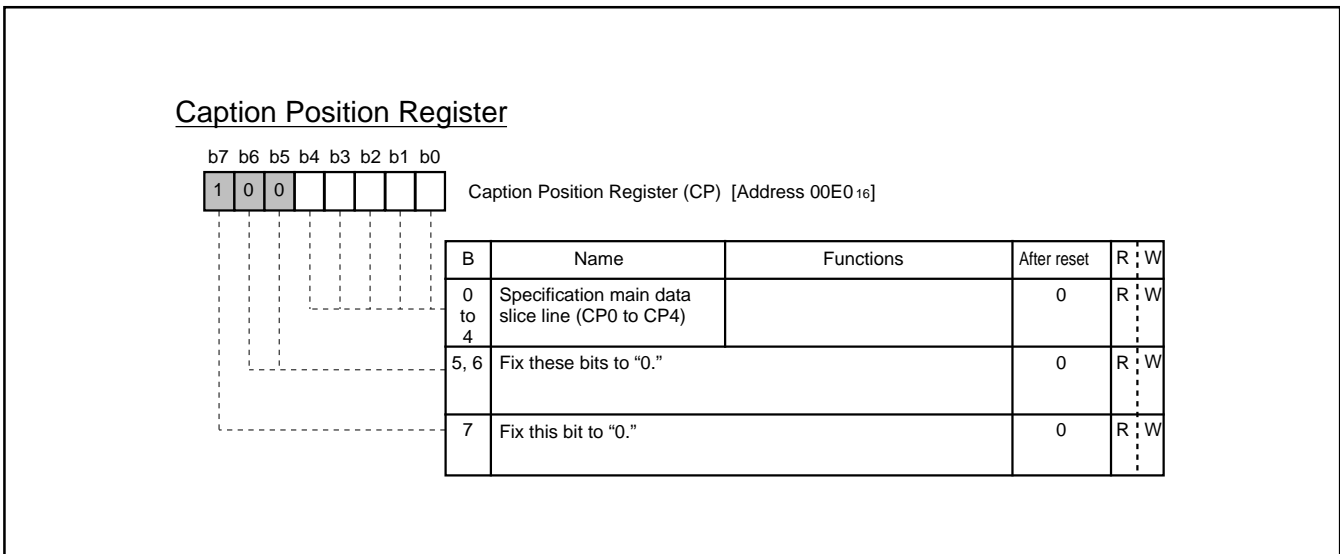 Caption Position Register
b7 b6 b5 b4 b3 b2 b1 b0
1 0 0
Caption Position Register (CP) [Address 00E016]
B Name Functions After reset R W
0 to 4 Specification main data slice line (CP0 to CP4) 0 R W
5, 6 Fix these bits to “0.” 0 R W
7 Fix this bit to “0.” 0 R W